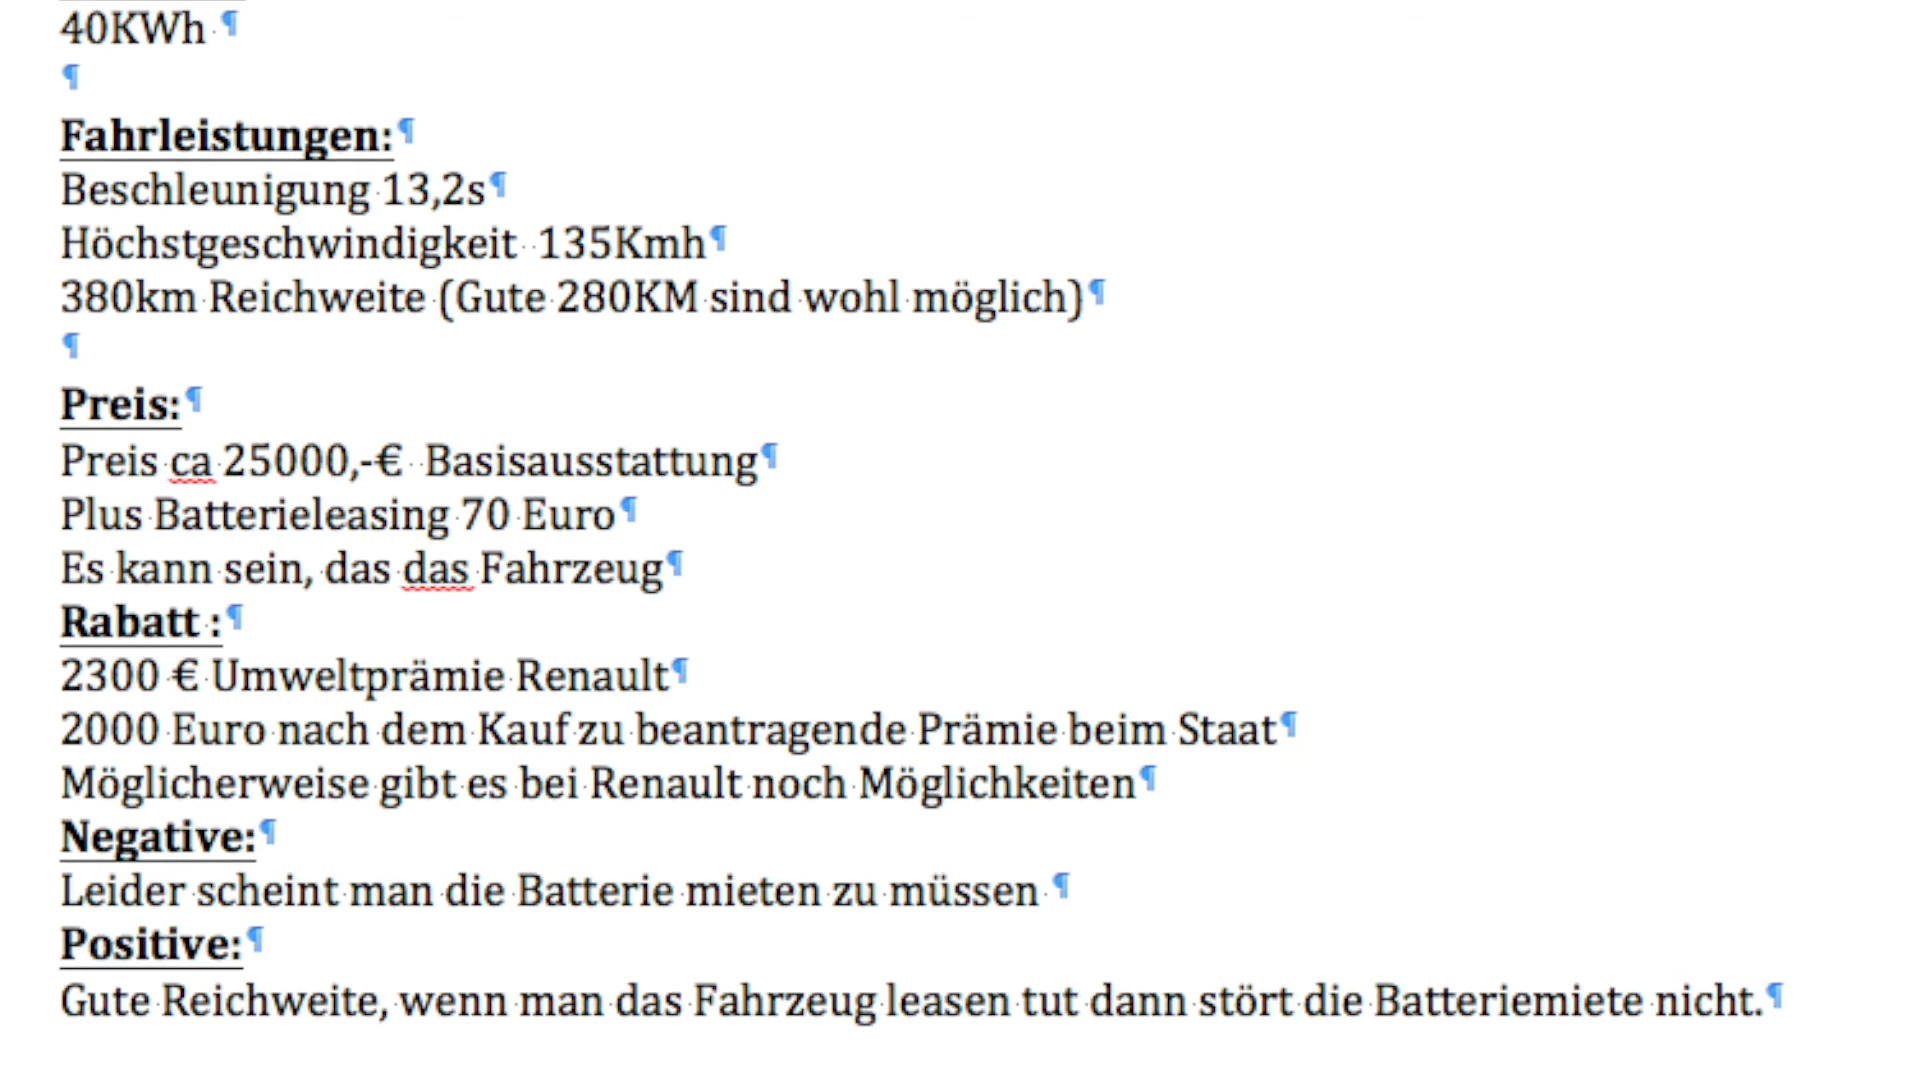 40KWh
Fahrleistungen:
Beschleunigung 13,2s
Höchstgeschwindigkeit 135Kmh
380km Reichweite (Gute 280KM sind wohl möglich)
Preis:
Preis ca 25000,-€ Basisausstattung
Plus Batterieleasing 70 Euro
Es kann sein, das das Fahrzeug
Rabatt :
2300 € Umweltprämie Renault
2000 Euro nach dem Kauf zu beantragende Prämie beim Staat
Möglicherweise gibt es bei Renault noch Möglichkeiten
Negative:
Leider scheint man die Batterie mieten zu müssen
Positive:
Gute Reichweite, wenn man das Fahrzeug leasen tut dann stört die Batteriemiete nicht.